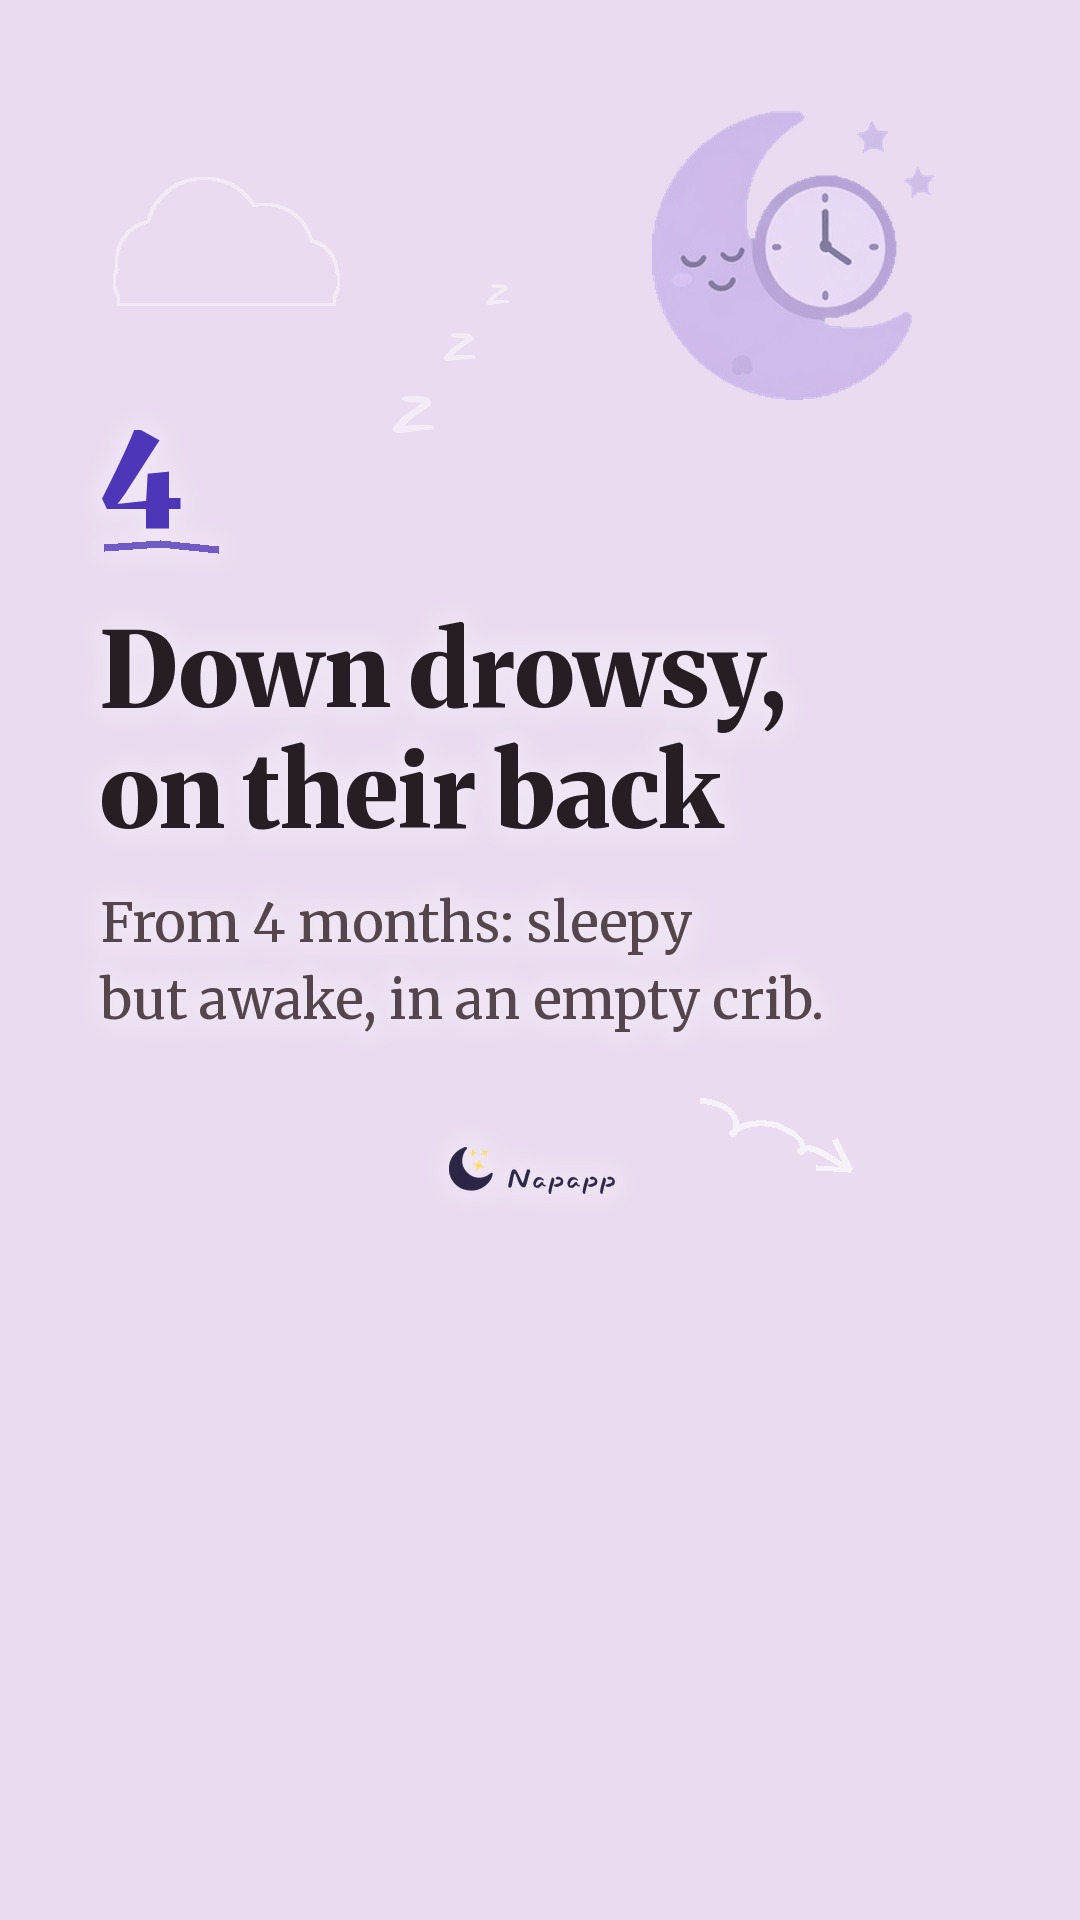 z
z
z
4
Down drowsy,
on their back
From 4 months: sleepy
but awake, in an empty crib.
Napapp